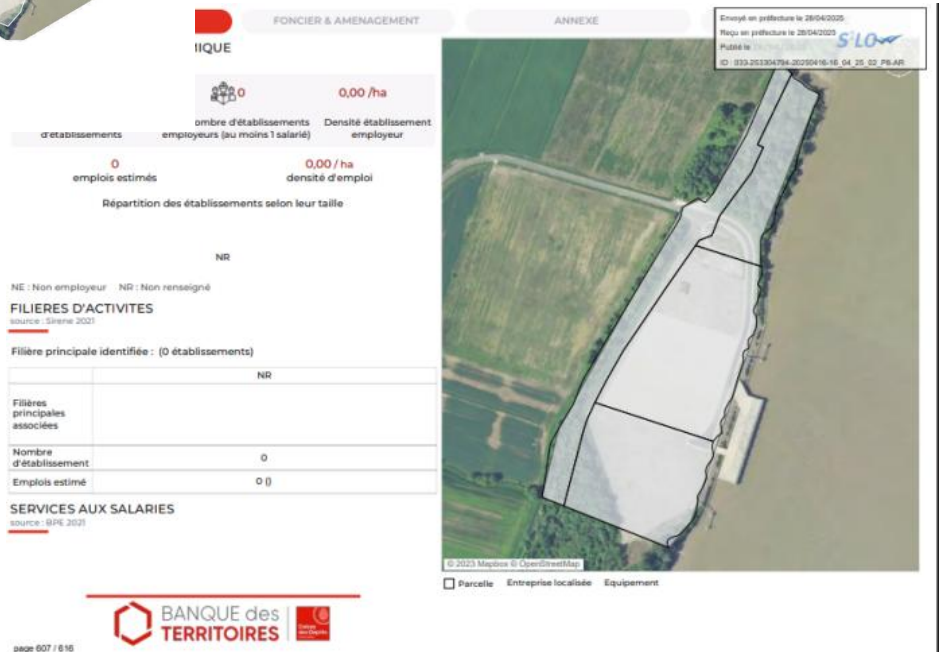 FONCIER & AMENAGEMENT
ANNEXE
Envoyé en préfecture le 28/04/2025
Reçu en préfecture le 28/04/2025
Publié le
S²LO
ID : 033-253304794-20250416-16_04_25_02_PB-AR
IQUE
0
0,00 /ha
d'établissements
ombre d'établissements
employeurs (au moins 1 salarié)
Densité établissement
employeur
0
emplois estimés
0,00 / ha
densité d'emploi
Répartition des établissements selon leur taille
NR
NE : Non employeur NR : Non renseigné
FILIERES D'ACTIVITES
source : Sirene 2021
Filière principale identifiée : (0 établissements)
NR
Filières
principales
associées
Nombre
d'établissement
0
Emplois estimé
0 ()
SERVICES AUX SALARIES
source : BPE 2021
© 2023 Mapbox © OpenStreetMap
Parcelle Entreprise localisée Equipement
BANQUE des
TERRITOIRES
Caisse
des Dépôts
page 607 / 616